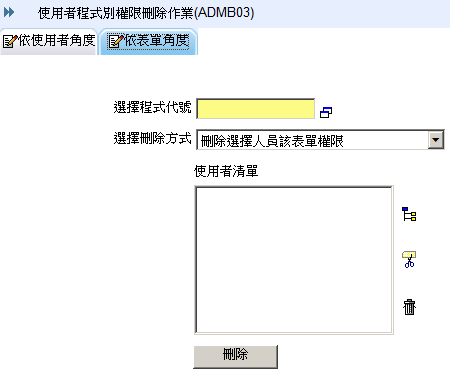 使用者程式別權限刪除作業(ADMB03)
依使用者角度 依表單角度
選擇程式代號
選擇刪除方式 刪除選擇人員該表單權限
使用者清單
刪除